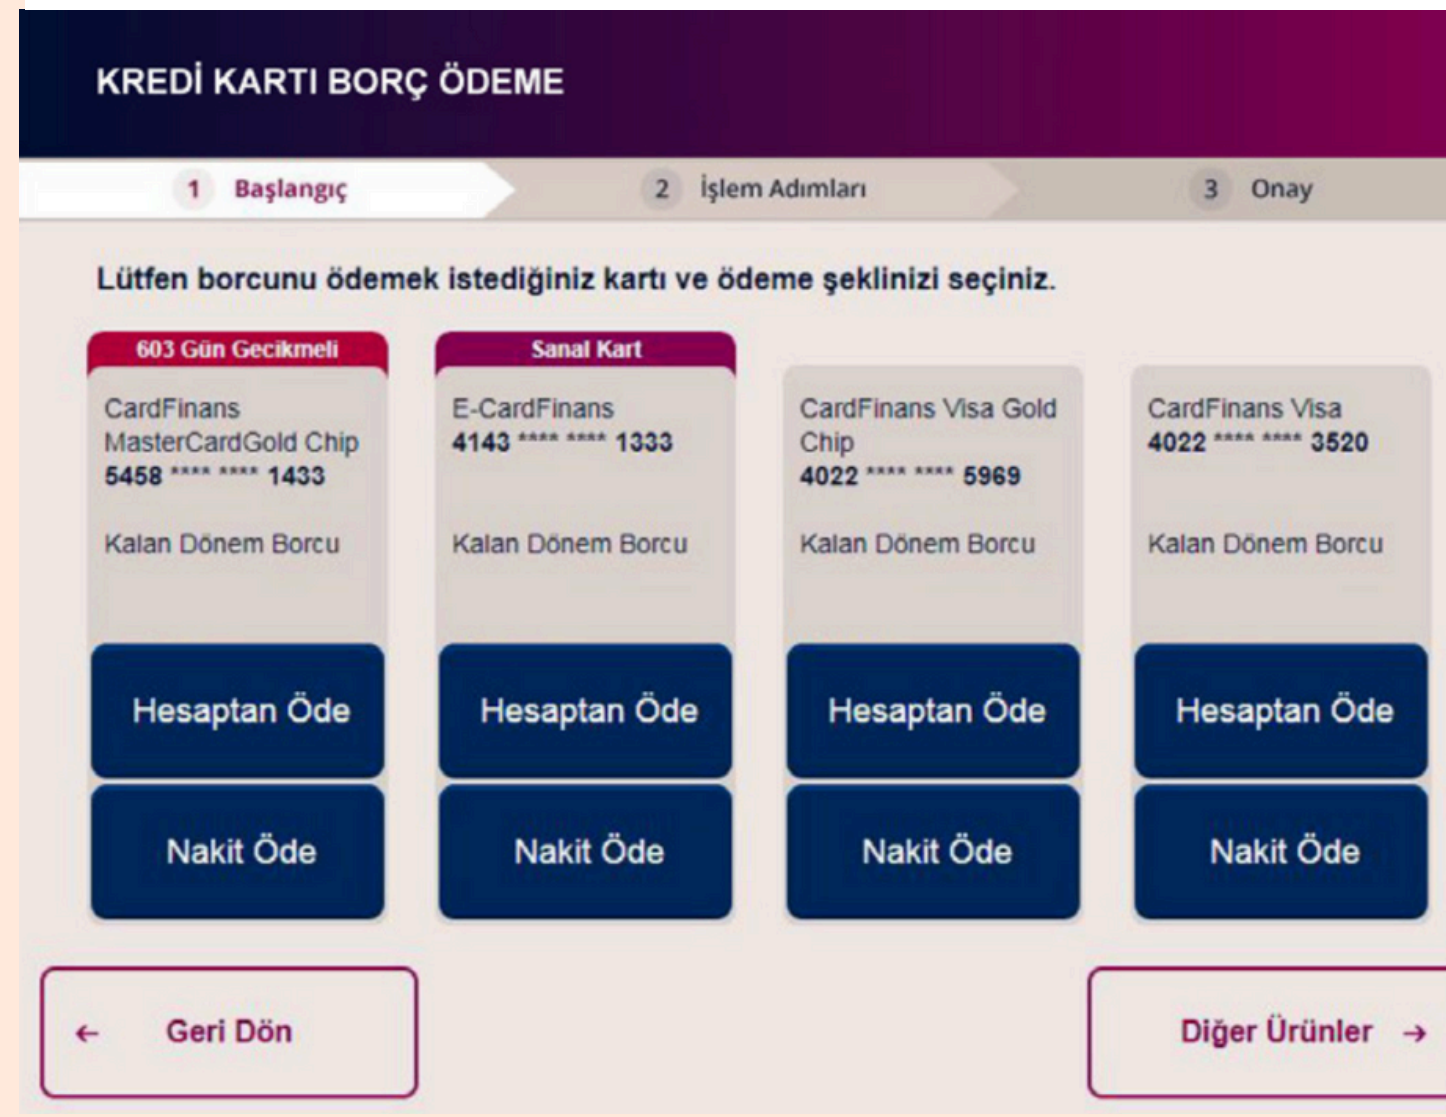 KREDİ KARTI BORÇ ÖDEME
1 Başlangıç
2 İşlem Adımları
3 Onay
Lütfen borcunu ödemek istediğiniz kartı ve ödeme şeklinizi seçiniz.
603 Gün Gecikmeli
CardFinans
MasterCardGold Chip
5458 **** **** 1433
Kalan Dönem Borcu
Hesaptan Öde
Nakit Öde
Sanal Kart
E-CardFinans
4143 **** **** 1333
Kalan Dönem Borcu
Hesaptan Öde
Nakit Öde
CardFinans Visa Gold
Chip
4022 **** **** 5969
Kalan Dönem Borcu
Hesaptan Öde
Nakit Öde
CardFinans Visa
4022 **** **** 3520
Kalan Dönem Borcu
Hesaptan Öde
Nakit Öde
← Geri Dön
Diğer Ürünler →